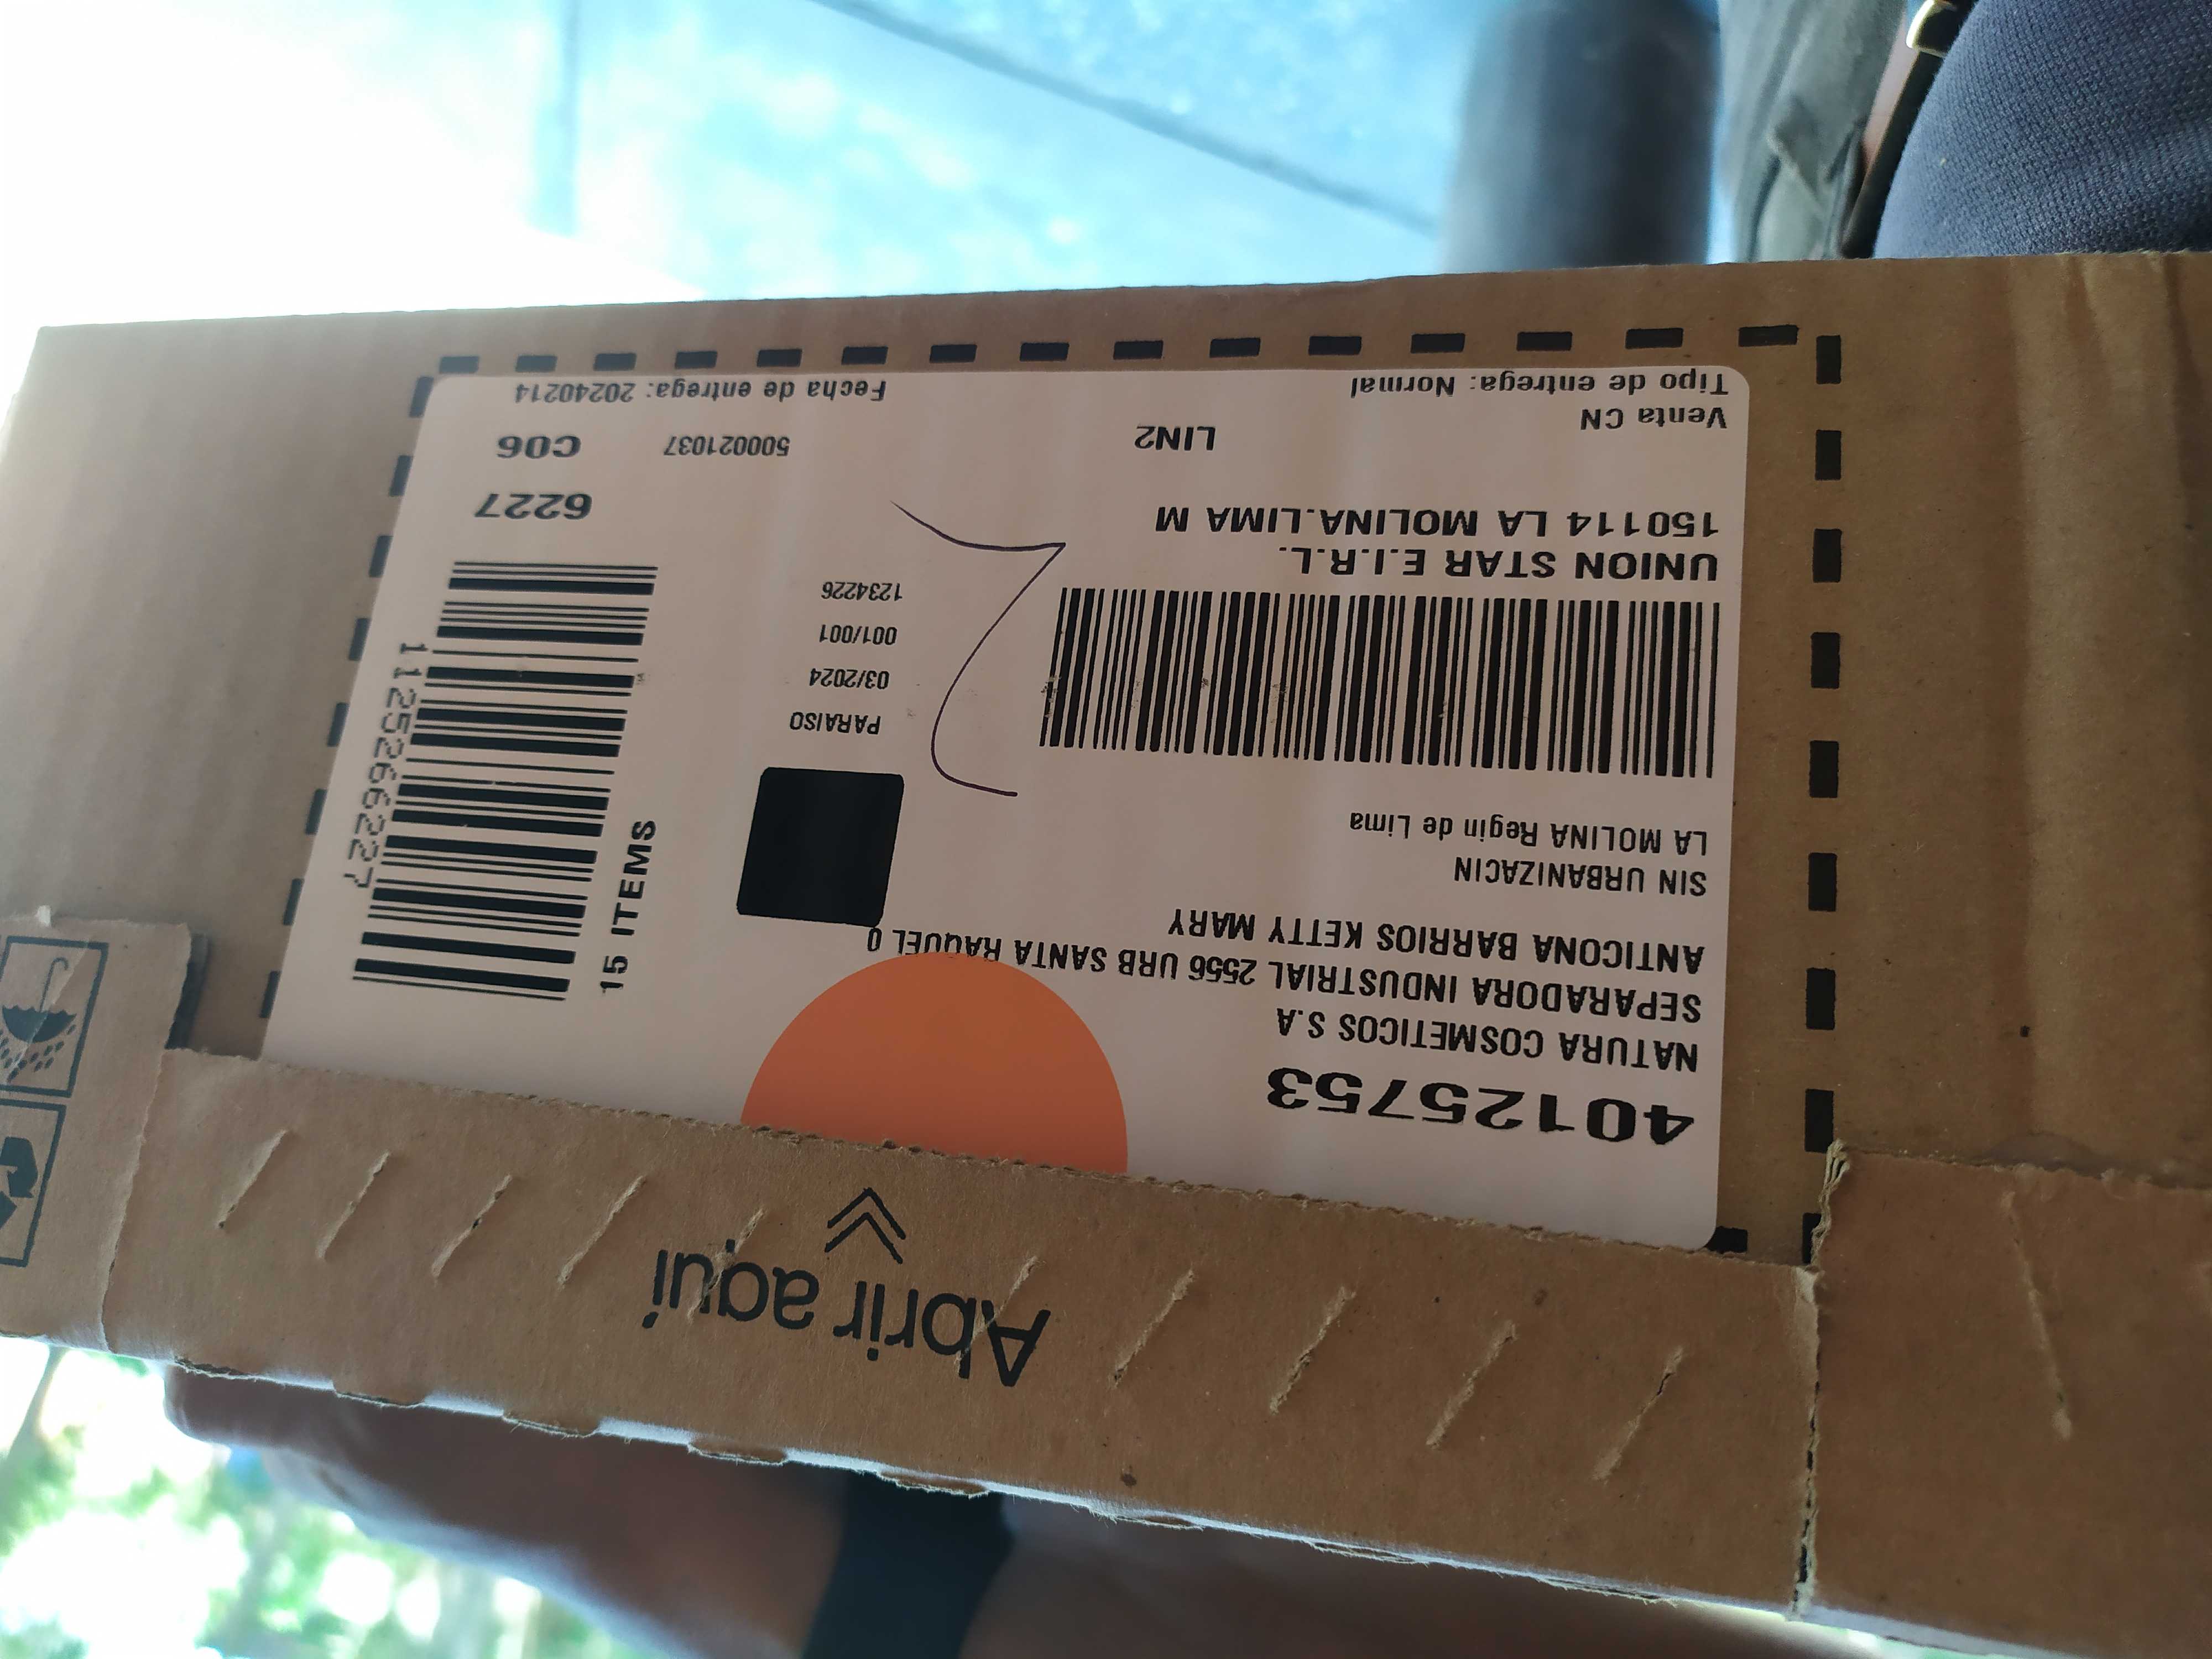 Abrir aquí
40125753
NATURA COSMETICOS S.A
SEPARADORA INDUSTRIAL 2556 URB SANTA RAQUEL 0
ANTICONA BARRIOS KETTY MARY
SIN URBANIZACIN
LA MOLINA Regin de Lima
UNION STAR E.I.R.L.
150114 LA MOLINA.LIMA M
LIN2
Venta CN
Tipo de entrega: Normal
15 ITEMS
1125266227
PARAISO
03/2024
001/001
1234226
6227
500021037
C06
Fecha de entrega: 20240214